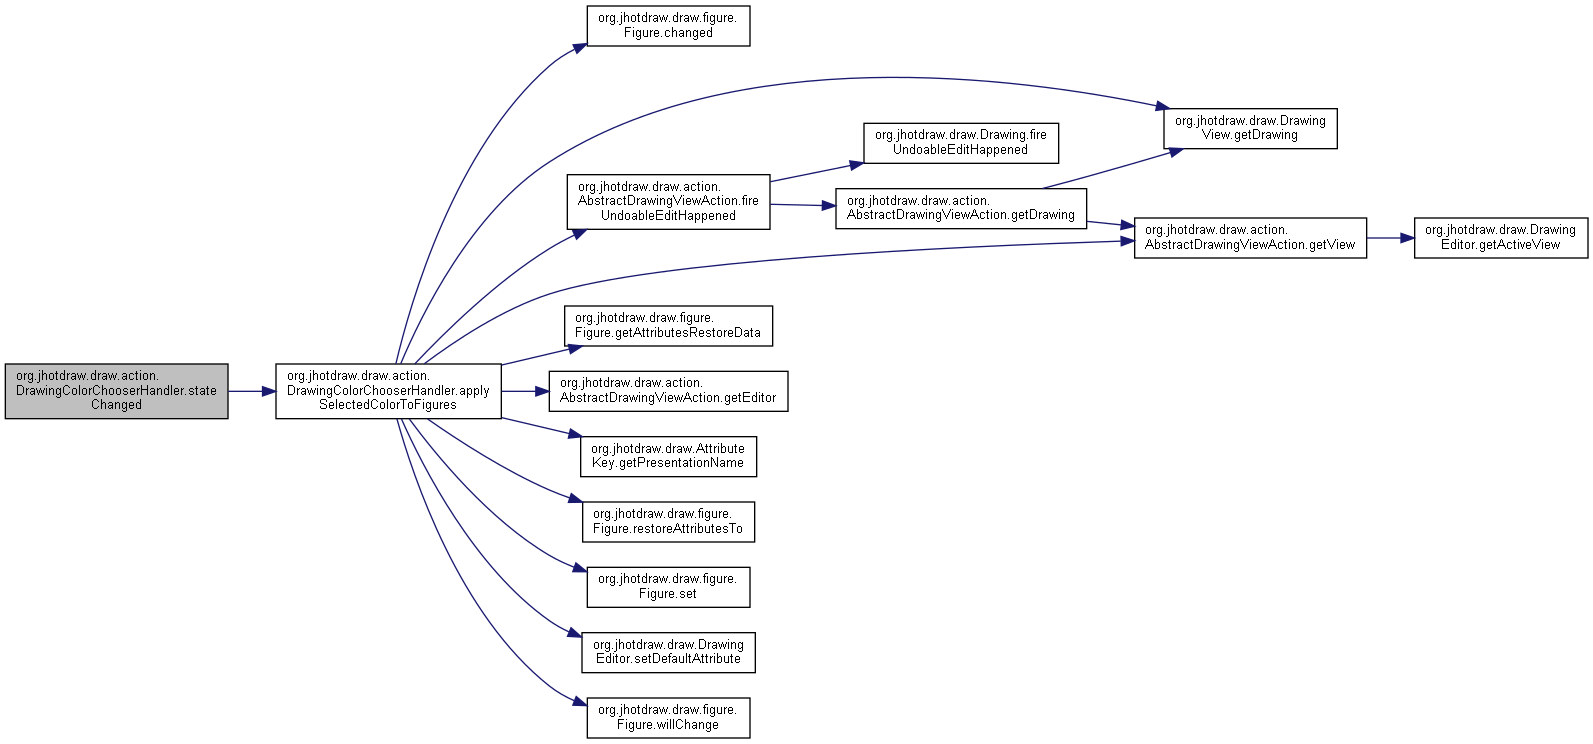 org.jhotdraw.draw.figure.
Figure.changed
org.jhotdraw.draw.Drawing
View.getDrawing
org.jhotdraw.draw.Drawing.fire
UndoableEditHappened
org.jhotdraw.draw.action.
AbstractDrawingViewAction.fire
UndoableEditHappened
org.jhotdraw.draw.action.
AbstractDrawingViewAction.getDrawing
org.jhotdraw.draw.action.
AbstractDrawingViewAction.getView
org.jhotdraw.draw.Drawing
Editor.getActiveView
org.jhotdraw.draw.figure.
Figure.getAttributesRestoreData
org.jhotdraw.draw.action.
DrawingColorChooserHandler.state
Changed
org.jhotdraw.draw.action.
DrawingColorChooserHandler.apply
SelectedColorToFigures
org.jhotdraw.draw.action.
AbstractDrawingViewAction.getEditor
org.jhotdraw.draw.Attribute
Key.getPresentationName
org.jhotdraw.draw.figure.
Figure.restoreAttributesTo
org.jhotdraw.draw.figure.
Figure.set
org.jhotdraw.draw.Drawing
Editor.setDefaultAttribute
org.jhotdraw.draw.figure.
Figure.willChange